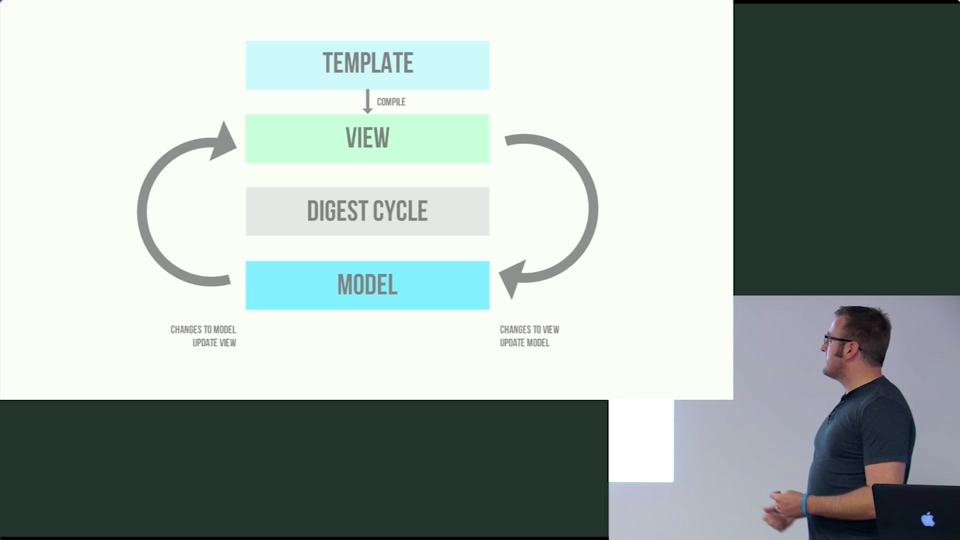 TEMPLATE
COMPILE
VIEW
DIGEST CYCLE
MODEL
CHANGES TO MODEL
UPDATE VIEW
CHANGES TO VIEW
UPDATE MODEL